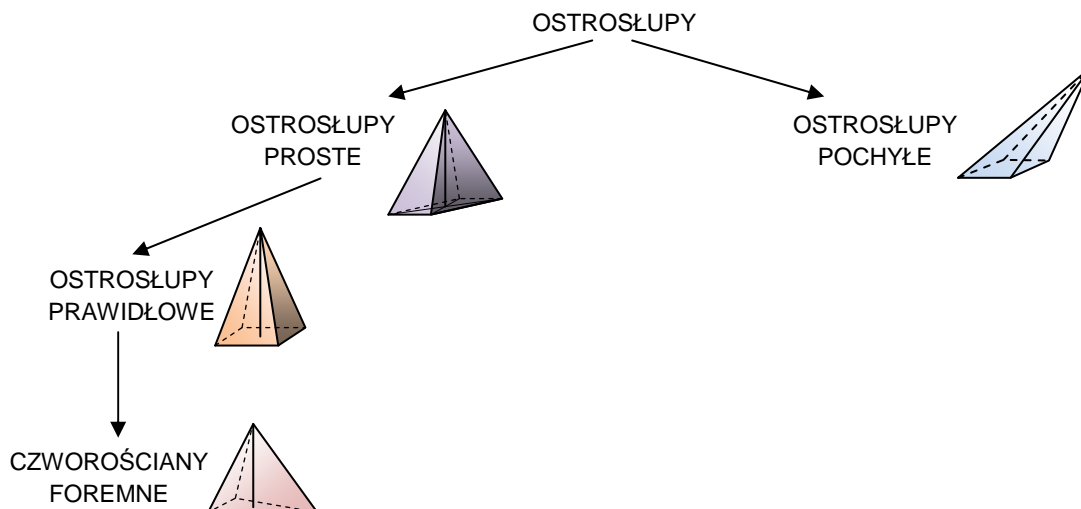 OSTROSŁUPY
OSTROSŁUPY
PROSTE
OSTROSŁUPY
POCHYŁE
OSTROSŁUPY
PRAWIDŁOWE
CZWOROŚCIANY
FOREMNE